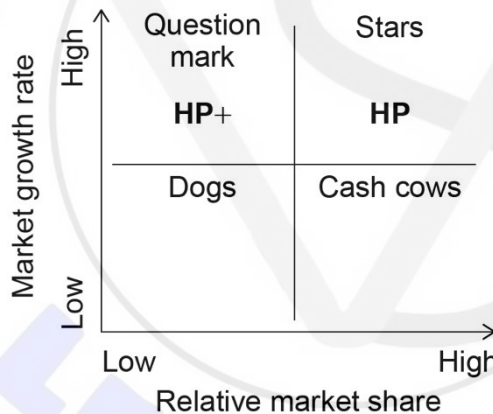 Question
mark
Stars
High
HP+
HP
Market growth rate
Dogs
Cash cows
Low
Low
High
Relative market share